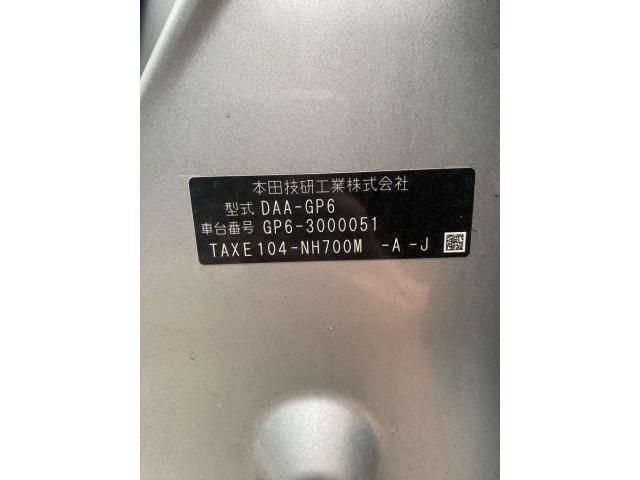 本田技研工業株式会社
型式 DAA-GP6
車台番号 GP6-3000051
TAXE104-NH700M -A-J